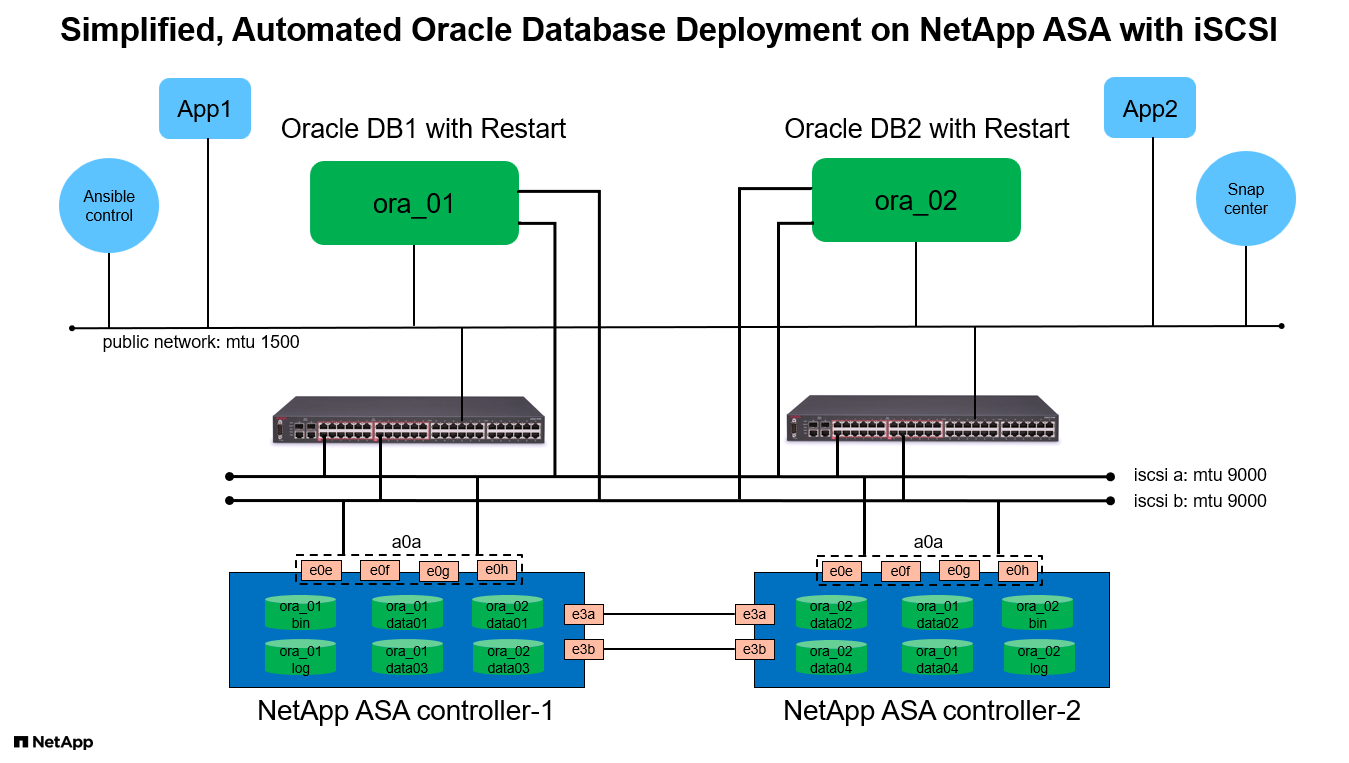 Simplified, Automated Oracle Database Deployment on NetApp ASA with iSCSI
App1
App2
Oracle DB1 with Restart
Oracle DB2 with Restart
Ansible
control
ora_01
ora_02
Snap
center
public network: mtu 1500
iscsi a: mtu 9000
iscsi b: mtu 9000
a0a
a0a
e0e
e0f
e0g
e0h
e0e
e0f
e0g
e0h
ora_01
bin
ora_01
data01
ora_02
data01
ora_01
log
ora_01
data03
ora_02
data03
e3a
e3b
e3a
e3b
ora_02
data02
ora_01
data02
ora_02
bin
ora_02
data04
ora_01
data04
ora_02
log
NetApp ASA controller-1
NetApp ASA controller-2
NetApp